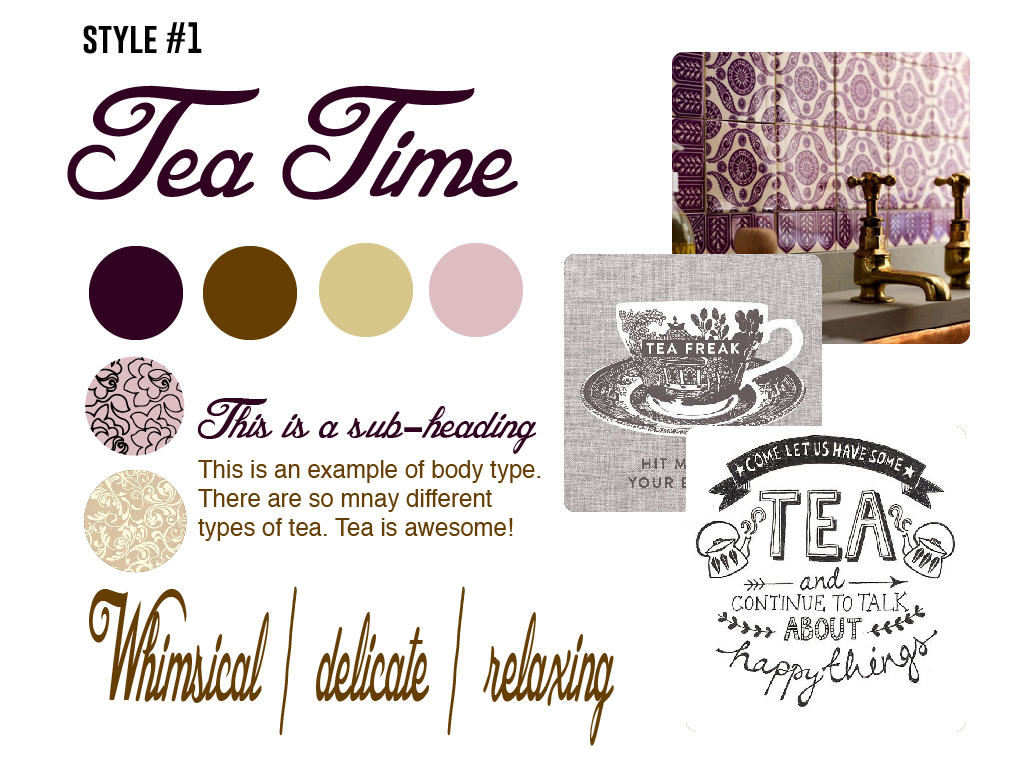 STYLE #1
Tea Time
This is a sub-heading
This is an example of body type.
There are so mnay different
types of tea. Tea is awesome!
Whimsical | delicate | relaxing
TEA FREAK
HIT
YOUR
COME LET US HAVE SOME
TEA
and
CONTINUE TO TALK
ABOUT
happy things